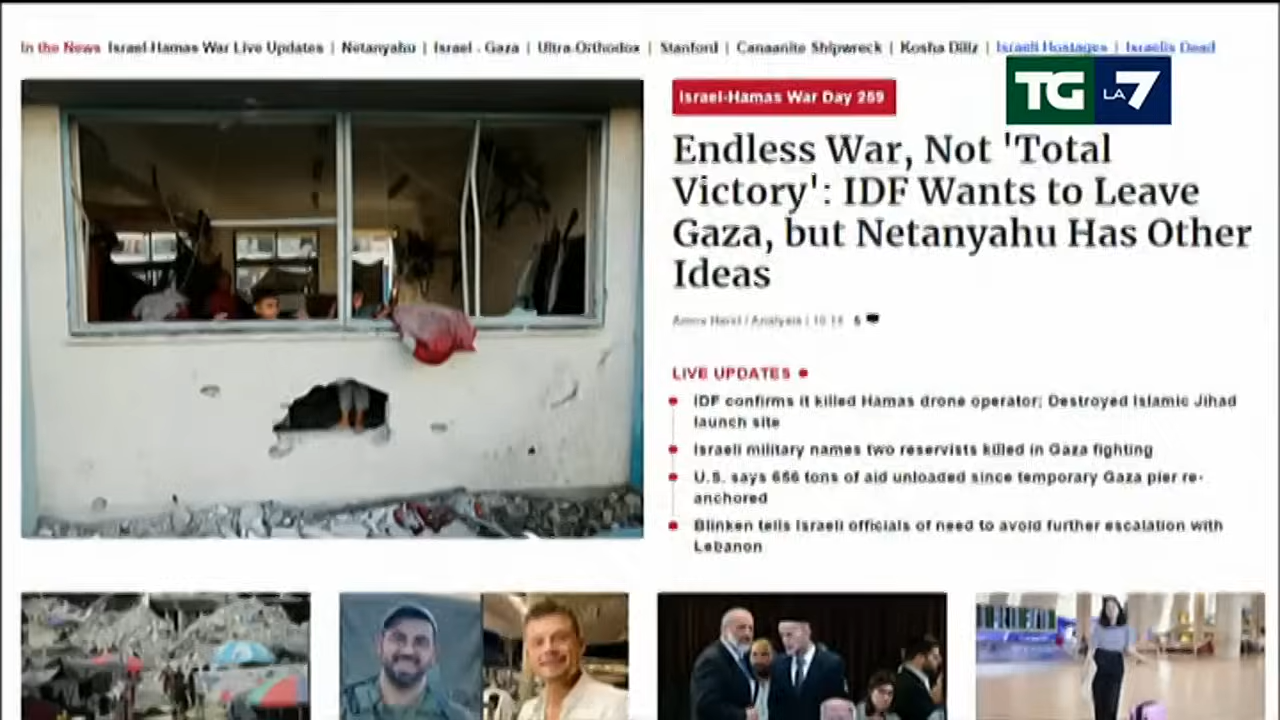 In the News Israel-Hamas War Live Updates | Netanyahu | Israel - Gaza | Ultra-Orthodox | Stanford | Canaanite Shipwreck | Kosha Dillz | Israeli Hostages | Israelis Dead
TG LA7
Israel-Hamas War Day 259
Endless War, Not 'Total
Victory': IDF Wants to Leave
Gaza, but Netanyahu Has Other
Ideas
Amos Harel | Analysis |
LIVE UPDATES
IDF confirms it killed Hamas drone operator; Destroyed Islamic Jihad
launch site
Israeli military names two reservists killed in Gaza fighting
U.S. says 656 tons of aid unloaded since temporary Gaza pier re-
anchored
Blinken tells Israeli officials of need to avoid further escalation with
Lebanon